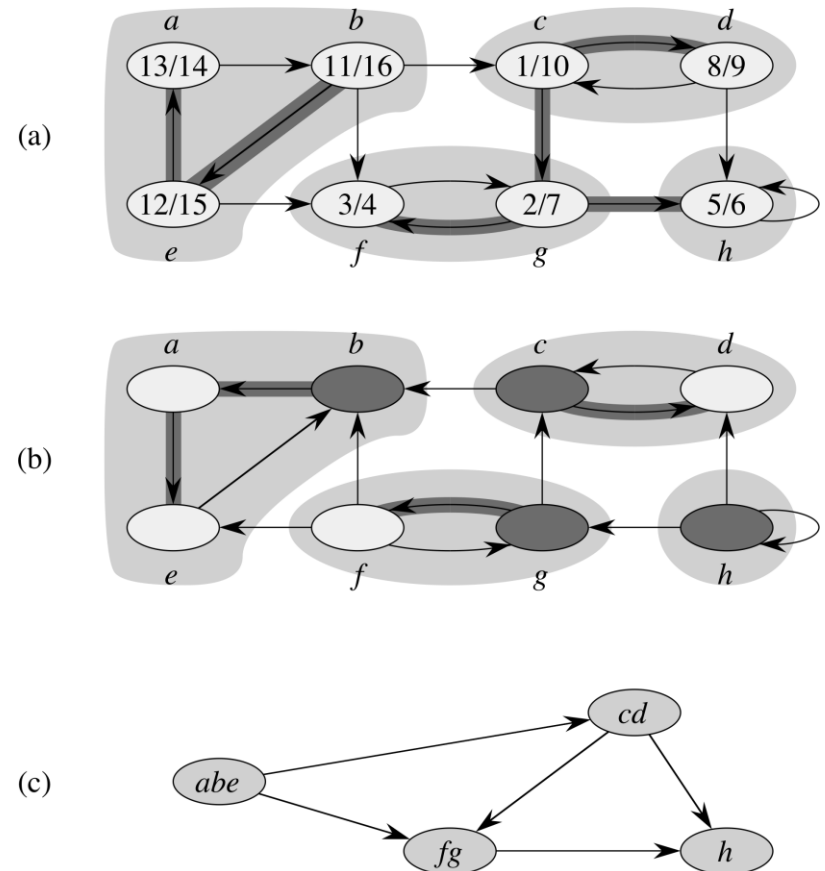 a b c d
13/14 11/16 1/10 8/9
(a)
12/15 3/4 2/7 5/6
e f g h
a b c d
(b)
e f g h
cd
(c) abe
fg h